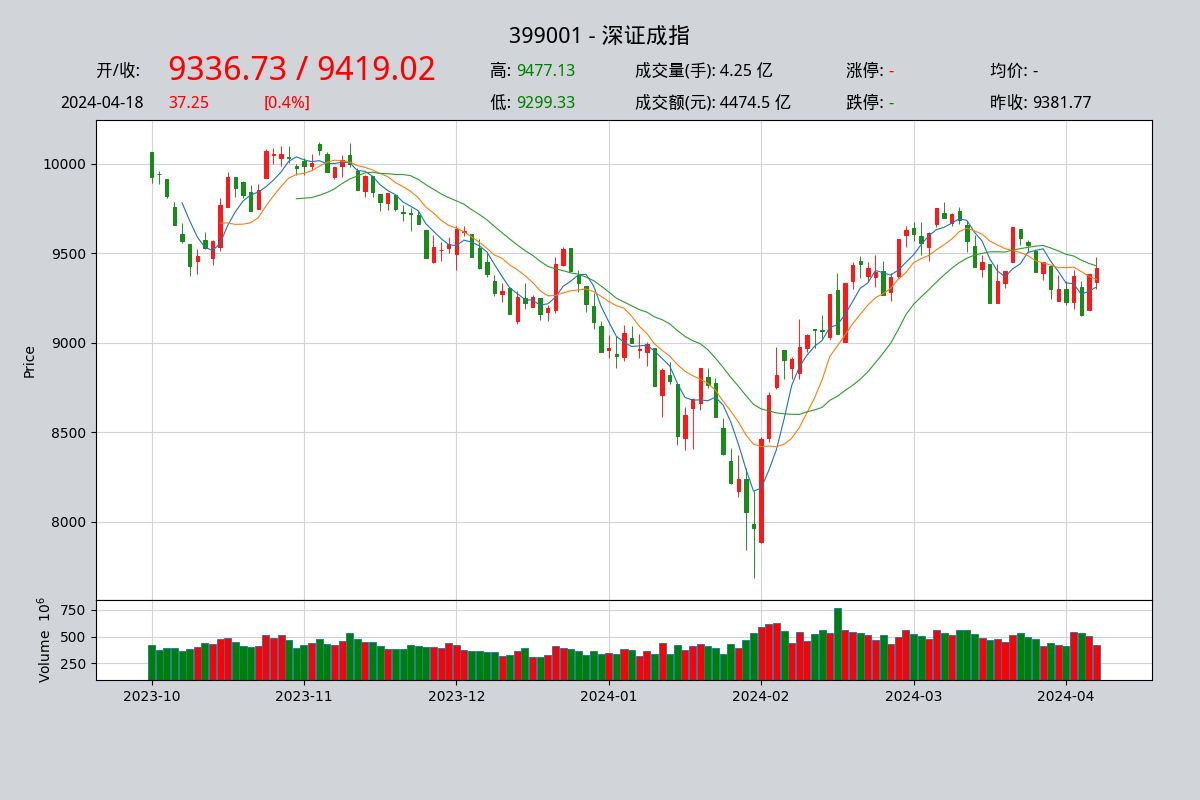 399001 - 深证成指
开/收: 9336.73 / 9419.02 高: 9477.13 成交量(手): 4.25 亿 涨停: - 均价: -
2024-04-18 37.25 [0.4%] 低: 9299.33 成交额(元): 4474.5 亿 跌停: - 昨收: 9381.77
10000
9500
9000
8500
8000
Price
750
500
250
Volume 10^6
2023-10 2023-11 2023-12 2024-01 2024-02 2024-03 2024-04